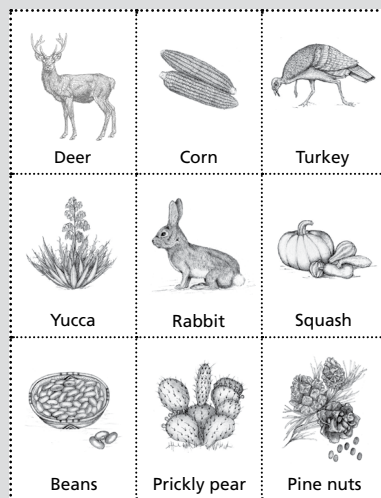 Deer
Corn
Turkey
Yucca
Rabbit
Squash
Beans
Prickly pear
Pine nuts